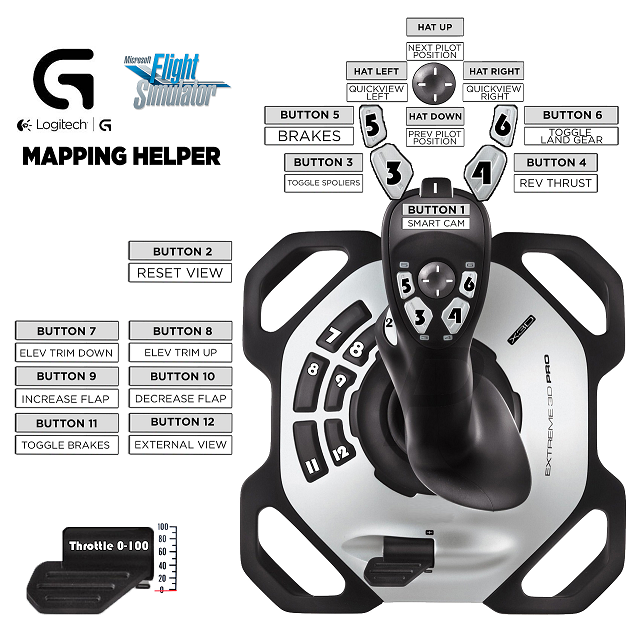 HAT UP
NEXT PILOT
POSITION
HAT LEFT
HAT RIGHT
QUICKVIEW
LEFT
QUICKVIEW
RIGHT
HAT DOWN
PREV PILOT
POSITION
Microsoft
Flight
Simulator
Logitech | G
MAPPING HELPER
BUTTON 5
BRAKES
5
6
BUTTON 6
TOGGLE
LAND GEAR
BUTTON 3
TOGGLE SPOLIERS
3
4
BUTTON 4
REV THRUST
1
BUTTON 1
SMART CAM
BUTTON 2
RESET VIEW
5
6
3
4
2
BUTTON 7
ELEV TRIM DOWN
BUTTON 8
ELEV TRIM UP
BUTTON 9
INCREASE FLAP
BUTTON 10
DECREASE FLAP
BUTTON 11
TOGGLE BRAKES
BUTTON 12
EXTERNAL VIEW
7
8
8
9
11
12
X3D
EXTREME 3D PRO
Throttle 0-100
100
80
60
40
20
0
+
-